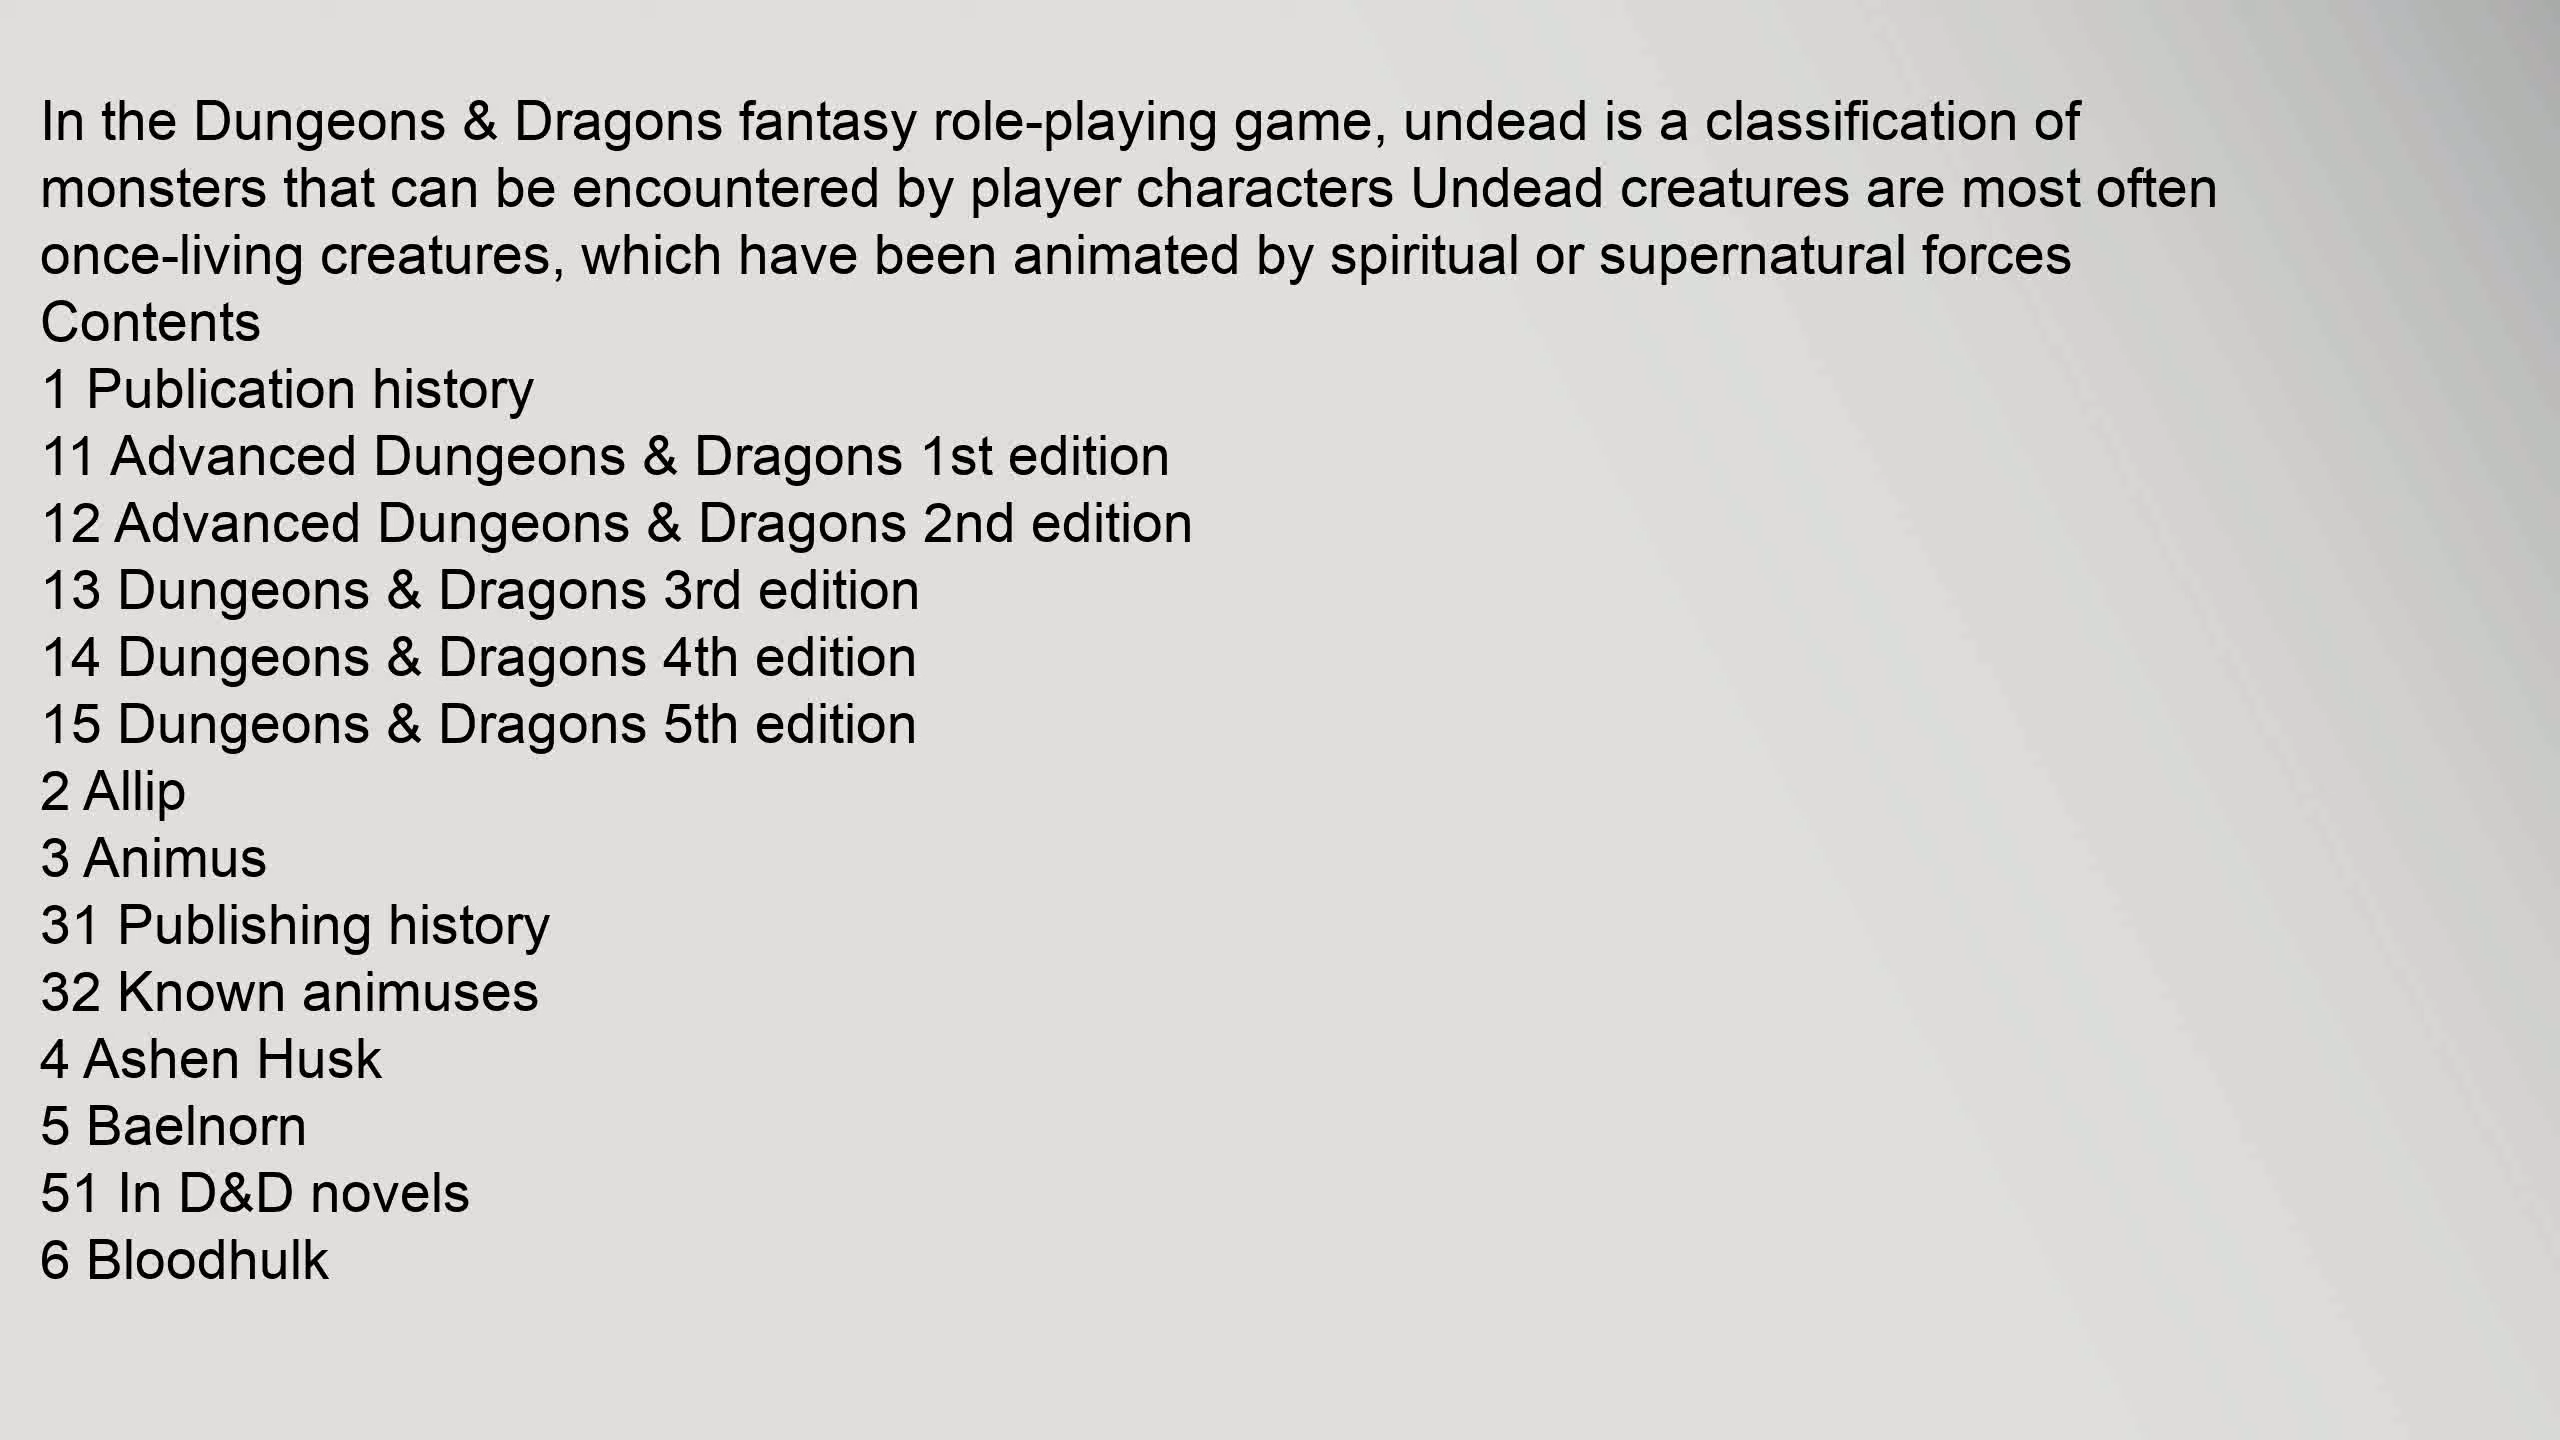 In the Dungeons & Dragons fantasy role-playing game, undead is a classification of
monsters that can be encountered by player characters Undead creatures are most often
once-living creatures, which have been animated by spiritual or supernatural forces
Contents
1 Publication history
11 Advanced Dungeons & Dragons 1st edition
12 Advanced Dungeons & Dragons 2nd edition
13 Dungeons & Dragons 3rd edition
14 Dungeons & Dragons 4th edition
15 Dungeons & Dragons 5th edition
2 Allip
3 Animus
31 Publishing history
32 Known animuses
4 Ashen Husk
5 Baelnorn
51 In D&D novels
6 Bloodhulk